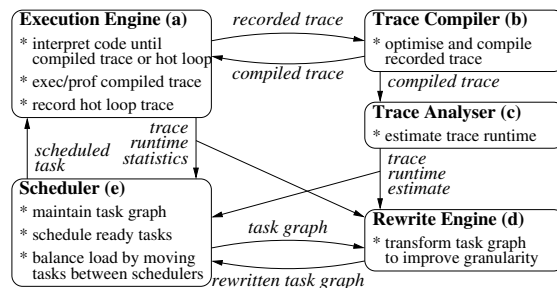 Execution Engine (a)
* interpret code until
compiled trace or hot loop
* exec/prof compiled trace
* record hot loop trace
recorded trace
compiled trace
Trace Compiler (b)
* optimise and compile
recorded trace
compiled trace
Trace Analyser (c)
* estimate trace runtime
trace
runtime
statistics
scheduled
task
trace
runtime
estimate
Scheduler (e)
* maintain task graph
* schedule ready tasks
* balance load by moving
tasks between schedulers
task graph
rewritten task graph
Rewrite Engine (d)
* transform task graph
to improve granularity